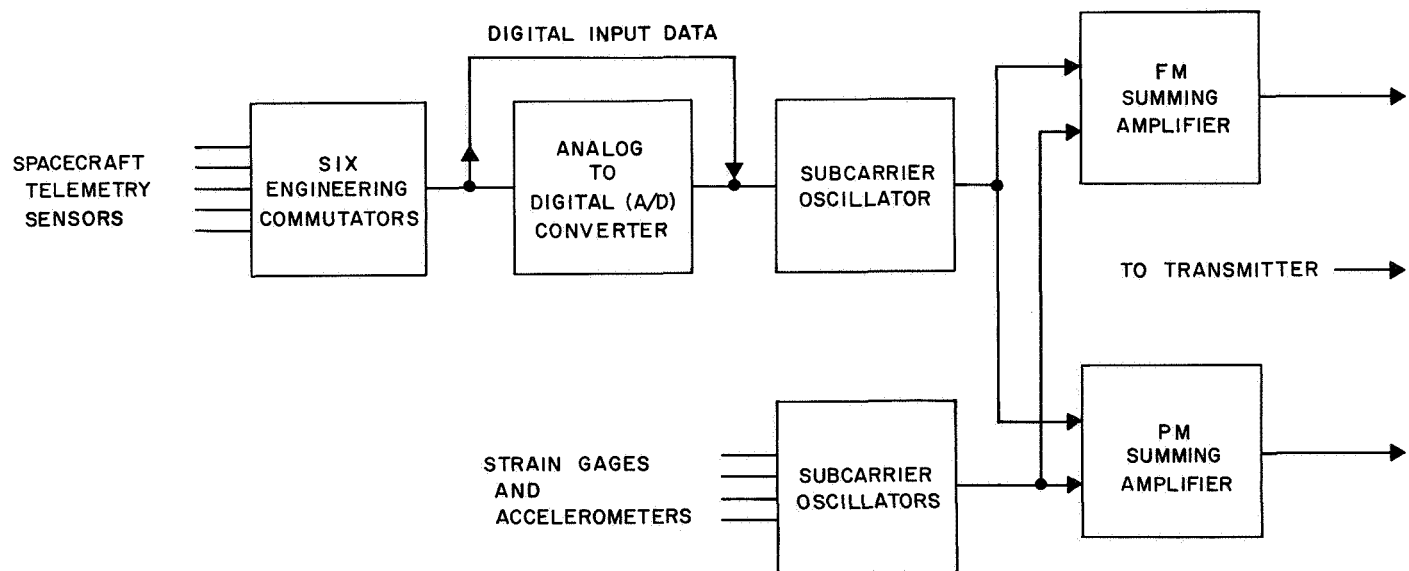 DIGITAL INPUT DATA
SPACECRAFT
TELEMETRY
SENSORS
SIX
ENGINEERING
COMMUTATORS
ANALOG
TO
DIGITAL (A/D)
CONVERTER
SUBCARRIER
OSCILLATOR
FM
SUMMING
AMPLIFIER
TO TRANSMITTER
STRAIN GAGES
AND
ACCELEROMETERS
SUBCARRIER
OSCILLATORS
PM
SUMMING
AMPLIFIER